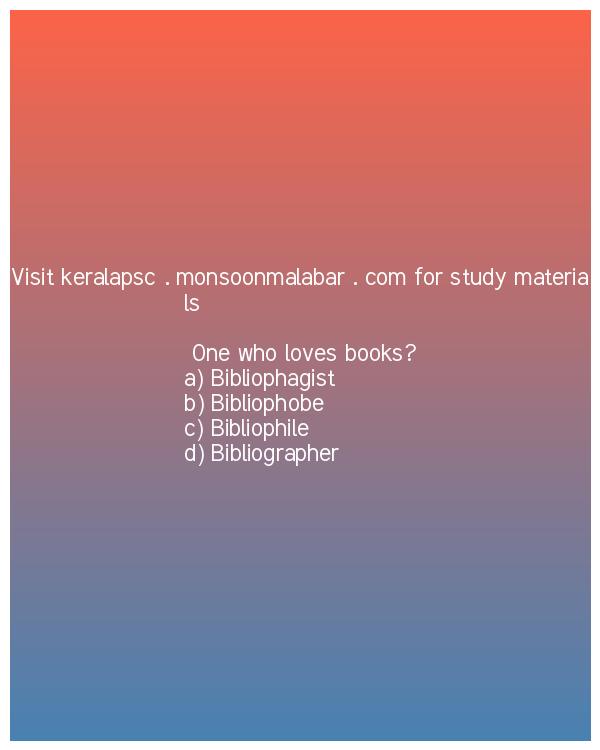 Visit keralapsc . monsoonmalabar . com for study materia
ls
One who loves books?
a) Bibliophagist
b) Bibliophobe
c) Bibliophile
d) Bibliographer